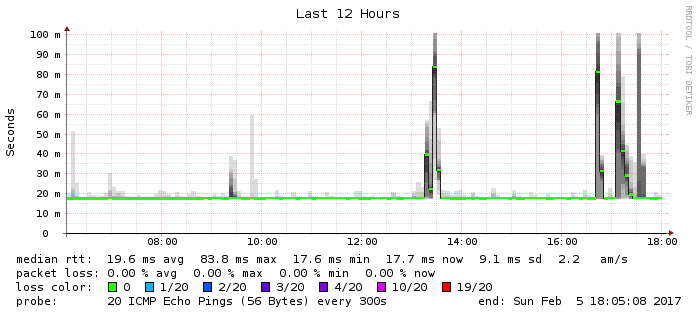 Last 12 Hours
RRDTOOL / TOBI OETIKER
Seconds
100 m
90 m
80 m
70 m
60 m
50 m
40 m
30 m
20 m
10 m
0
08:00 10:00 12:00 14:00 16:00 18:00
median rtt: 19.6 ms avg 83.8 ms max 17.6 ms min 17.7 ms now 9.1 ms sd 2.2 am/s
packet loss: 0.00 % avg 0.00 % max 0.00 % min 0.00 % now
loss color: 0 1/20 2/20 3/20 4/20 10/20 19/20
probe: 20 ICMP Echo Pings (56 Bytes) every 300s end: Sun Feb 5 18:05:08 2017